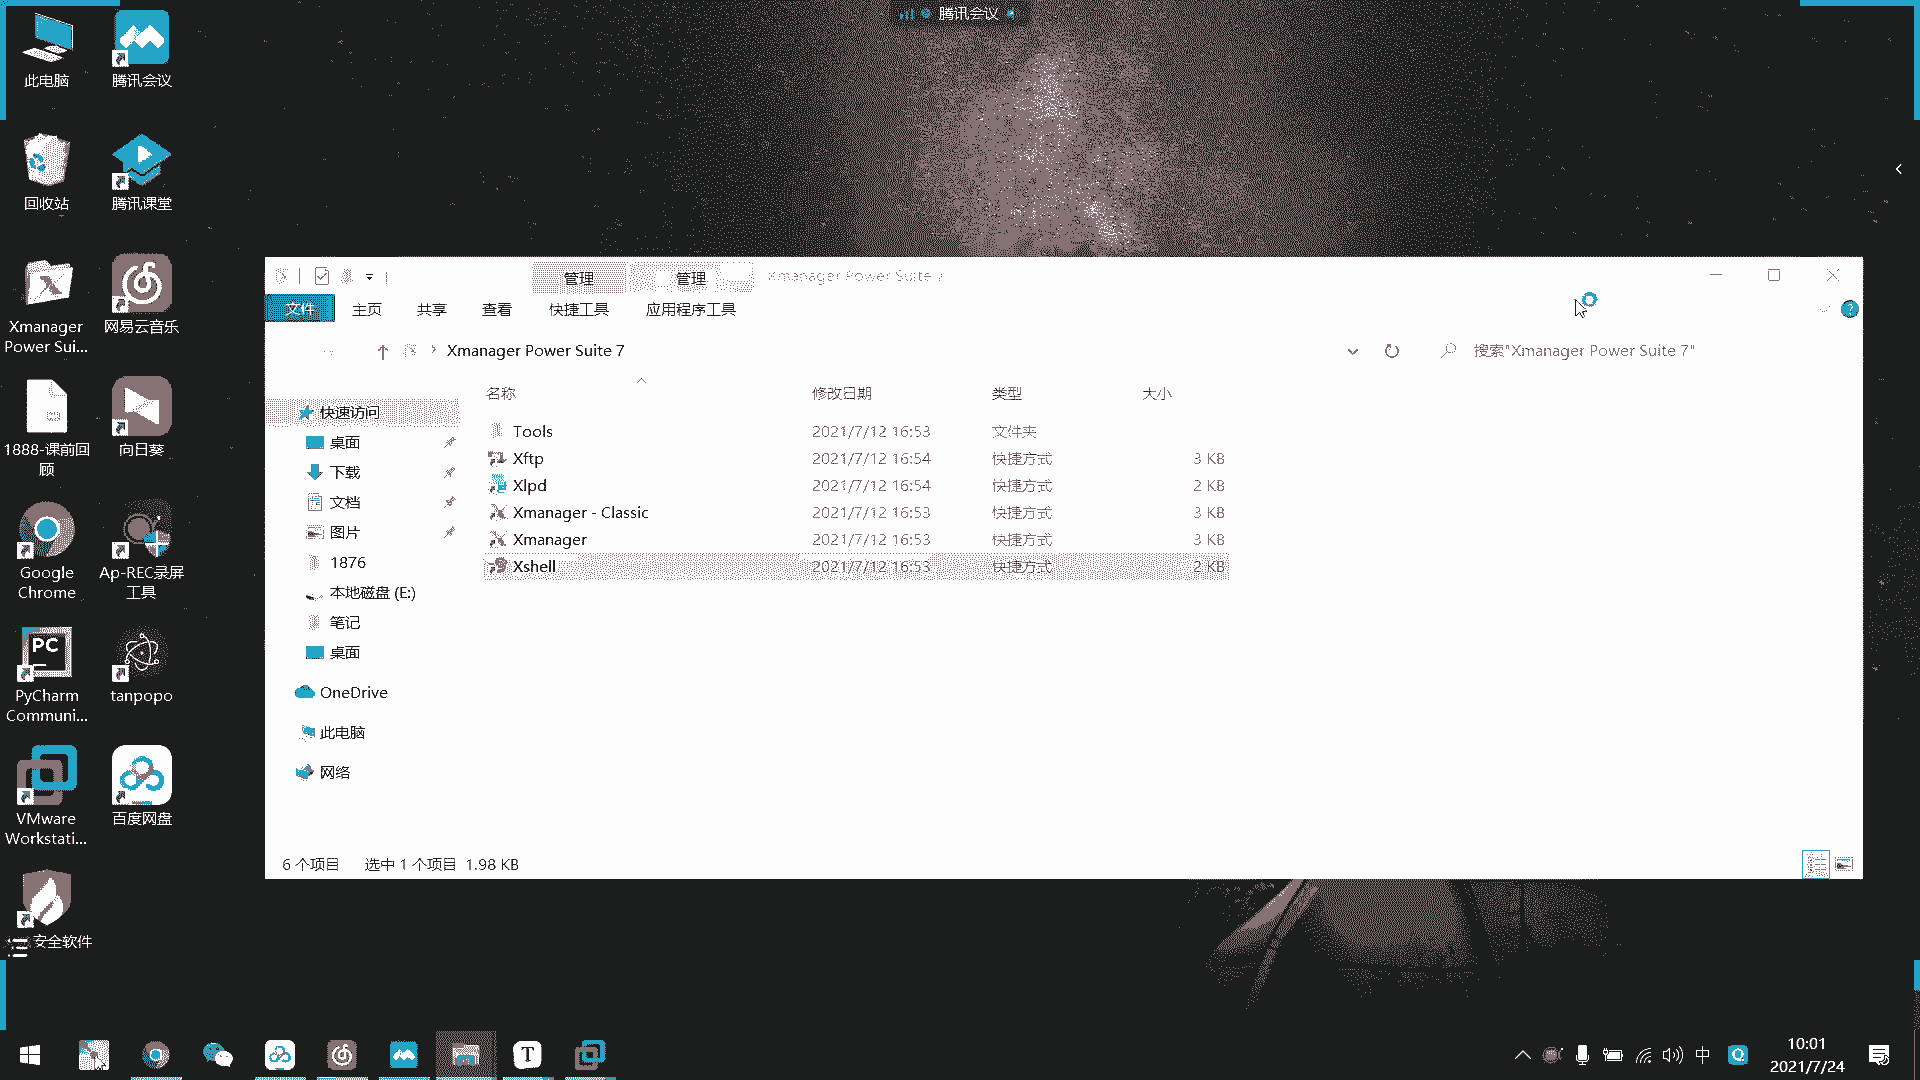 腾讯会议
此电脑
腾讯会议
回收站
腾讯课堂
Xmanager
Power Sui...
网易云音乐
1888-课前回
顾
向日葵
Google
Chrome
Ap-REC录屏
工具
PC
PyCharm
Communi...
tanpopo
VMware
Workstati...
百度网盘
安全软件
管理
管理
Xmanager Power Suite 7
文件
主页
共享
查看
快捷工具
应用程序工具
Xmanager Power Suite 7
搜索"Xmanager Power Suite 7"
名称
修改日期
类型
大小
快速访问
桌面
下载
文档
图片
1876
本地磁盘 (E:)
笔记
桌面
OneDrive
此电脑
网络
Tools 2021/7/12 16:53 文件夹
Xftp 2021/7/12 16:54 快捷方式 3 KB
Xlpd 2021/7/12 16:54 快捷方式 2 KB
Xmanager - Classic 2021/7/12 16:53 快捷方式 3 KB
Xmanager 2021/7/12 16:53 快捷方式 3 KB
Xshell 2021/7/12 16:53 快捷方式 2 KB
6 个项目 选中 1 个项目 1.98 KB
T
中
10:01
2021/7/24